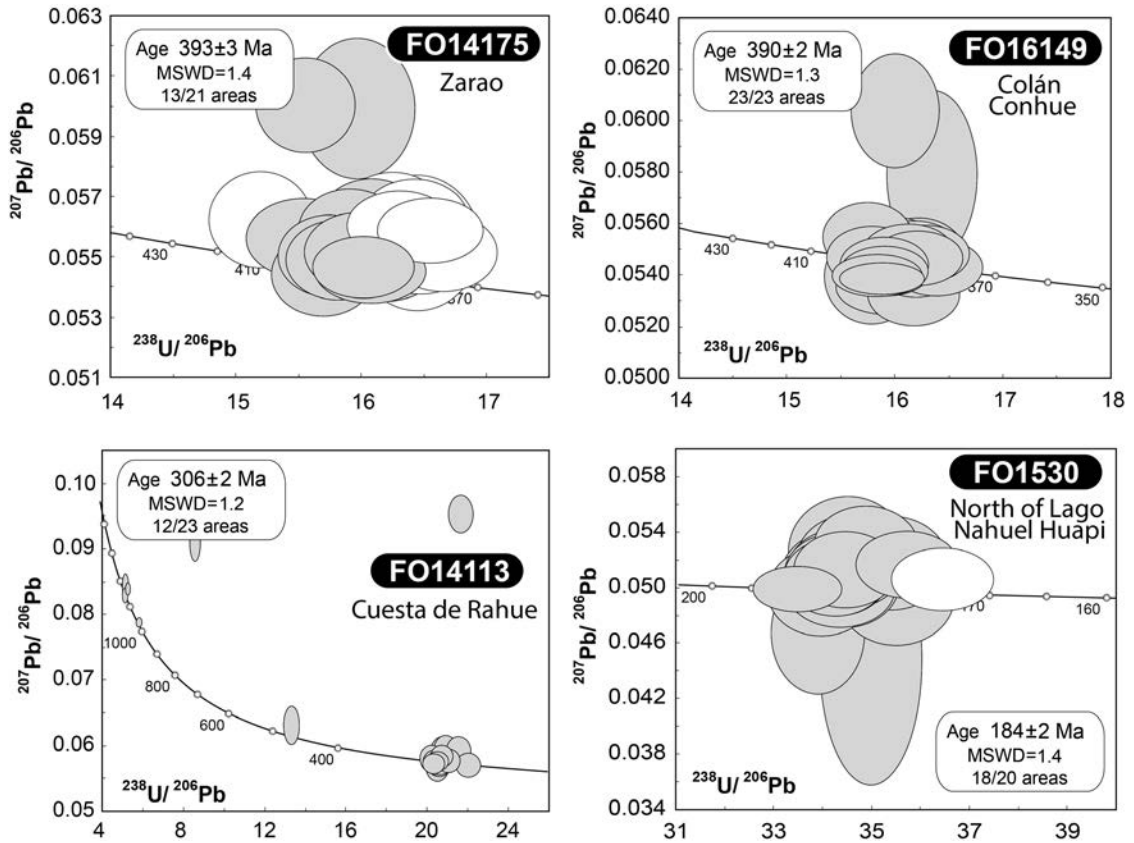 0.063
0.061
0.059
0.057
0.055
0.053
0.051
207Pb/ 206Pb
Age 393±3 Ma
MSWD=1.4
13/21 areas
FO14175
Zarao
430
410
370
238U/ 206Pb
14
15
16
17
0.0640
0.0620
0.0600
0.0580
0.0560
0.0540
0.0520
0.0500
207Pb/ 206Pb
Age 390±2 Ma
MSWD=1.3
23/23 areas
FO16149
Colán
Conhue
430
410
370
350
238U/ 206Pb
14
15
16
17
18
0.10
0.09
0.08
0.07
0.06
0.05
207Pb/ 206Pb
Age 306±2 Ma
MSWD=1.2
12/23 areas
FO14113
Cuesta de Rahue
1000
800
600
400
238U/ 206Pb
4
8
12
16
20
24
0.058
0.054
0.050
0.046
0.042
0.038
0.034
207Pb/ 206Pb
FO1530
North of Lago
Nahuel Huapi
200
170
160
Age 184±2 Ma
MSWD=1.4
18/20 areas
238U/ 206Pb
31
33
35
37
39